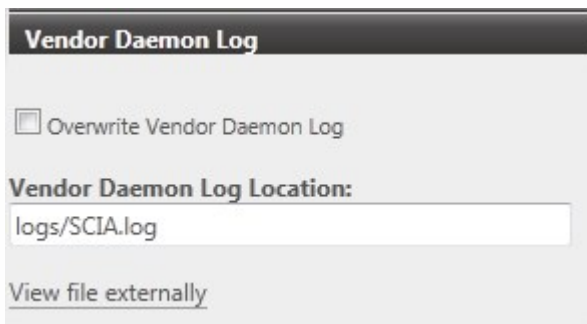 Vendor Daemon Log
Overwrite Vendor Daemon Log
Vendor Daemon Log Location:
logs/SCIA.log
View file externally